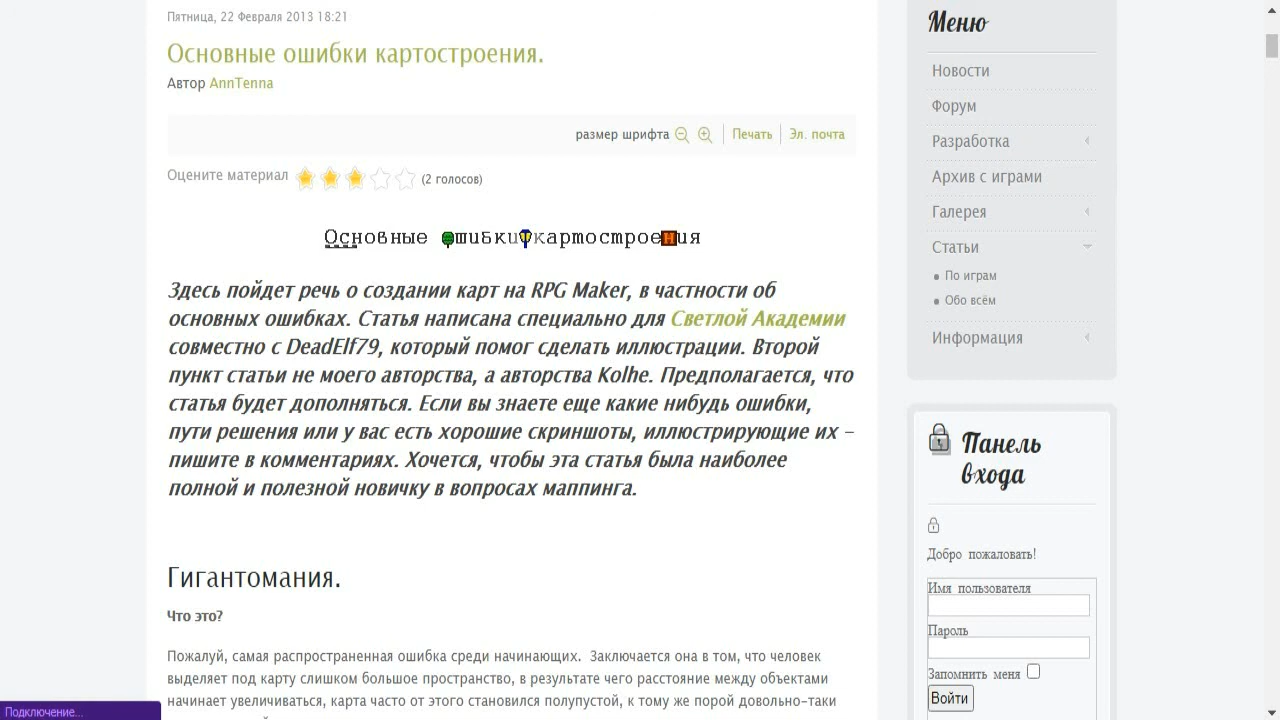 Пятница, 22 Февраля 2013 18:21
Основные ошибки картостроения.
Автор AnnTenna
размер шрифта Печать Эл. почта
Оцените материал (2 голосов)
Основные ошибки картостроения
Здесь пойдет речь о создании карт на RPG Maker, в частности об
основных ошибках. Статья написана специально для Светлой Академии
совместно с DeadElf79, который помог сделать иллюстрации. Второй
пункт статьи не моего авторства, а авторства Kolhe. Предполагается, что
статья будет дополняться. Если вы знаете еще какие нибудь ошибки,
пути решения или у вас есть хорошие скриншоты, иллюстрирующие их –
пишите в комментариях. Хочется, чтобы эта статья была наиболее
полной и полезной новичку в вопросах маппинга.
Гигантомания.
Что это?
Пожалуй, самая распространенная ошибка среди начинающих. Заключается она в том, что человек
выделяет под карту слишком большое пространство, в результате чего расстояние между объектами
начинает увеличиваться, карта часто от этого становился полупустой, к тому же порой довольно-таки
Меню
Новости
Форум
Разработка
Архив с играми
Галерея
Статьи
По играм
Обо всём
Информация
Панель
входа
Добро пожаловать!
Имя пользователя
Пароль
Запомнить меня
Войти
Подключение...